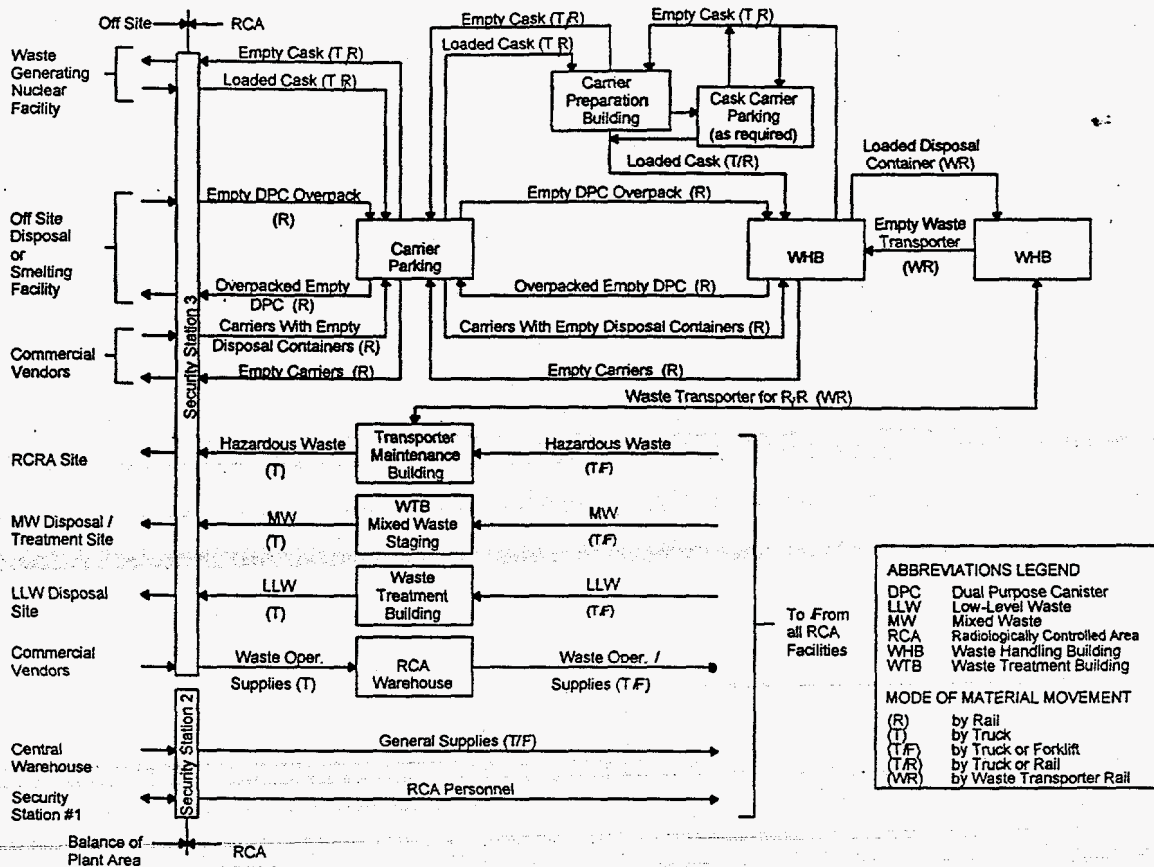 Off Site
RCA
Waste
Generating
Nuclear
Facility
Empty Cask (T R)
Loaded Cask (T R)
Empty Cask (T/R)
Loaded Cask (T R)
Empty Cask (T R)
Carrier
Preparation
Building
Cask Carrier
Parking
(as required)
Loaded Cask (T/R)
Loaded Disposal
Container (WR)
Off Site
Disposal
or
Smelting
Facility
Empty DPC Overpack
(R)
Carrier
Parking
Empty DPC Overpack (R)
WHB
Empty Waste
Transporter
(WR)
WHB
Overpacked Empty
DPC (R)
Overpacked Empty DPC (R)
Security Station 3
Commercial
Vendors
Carriers With Empty
Disposal Containers (R)
Carriers With Empty Disposal Containers (R)
Empty Carriers (R)
Empty Carriers (R)
Waste Transporter for R/R (WR)
RCRA Site
Hazardous Waste
(T)
Transporter
Maintenance
Building
Hazardous Waste
(T/F)
MW Disposal /
Treatment Site
MW
(T)
WTB
Mixed Waste
Staging
MW
(T/F)
LLW Disposal
Site
LLW
(T)
Waste
Treatment
Building
LLW
(T/F)
To /From
all RCA
Facilities
Commercial
Vendors
Waste Oper.
Supplies (T)
RCA
Warehouse
Waste Oper. /
Supplies (T/F)
Security Station 2
Central
Warehouse
General Supplies (T/F)
Security
Station #1
RCA Personnel
Balance of
Plant Area
RCA
ABBREVIATIONS LEGEND
DPC Dual Purpose Canister
LLW Low-Level Waste
MW Mixed Waste
RCA Radiologically Controlled Area
WHB Waste Handling Building
WTB Waste Treatment Building
MODE OF MATERIAL MOVEMENT
(R) by Rail
(T) by Truck
(T/F) by Truck or Forklift
(T/R) by Truck or Rail
(WR) by Waste Transporter Rail